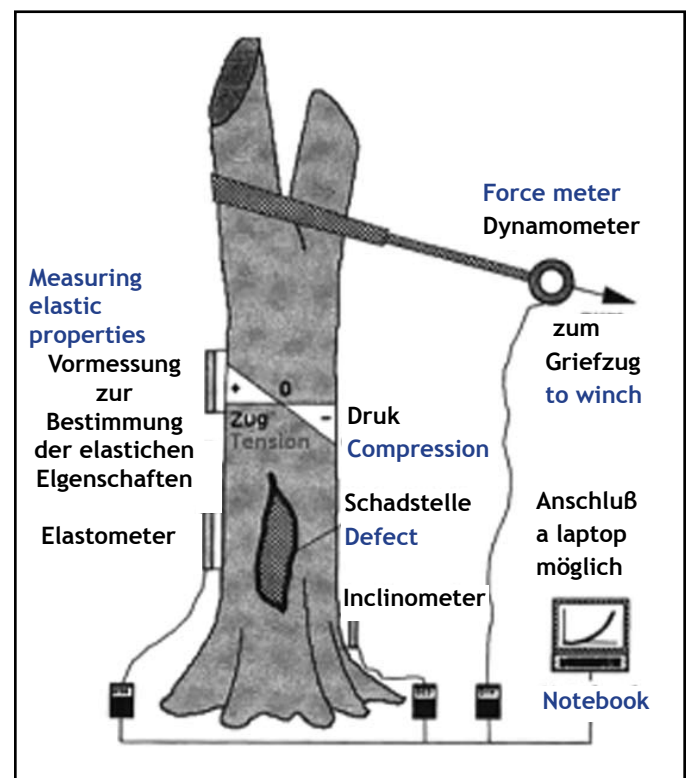 Force meter
Dynamometer
Measuring
elastic
properties
Vormessung
zur
Bestimmung
der elastichen
Elgenschaften
zum
Griefzug
to winch
+ 0 -
Zug
Tension
Druk
Compression
Schadstelle
Defect
Elastometer
Anschluß
a laptop
möglich
Inclinometer
Notebook